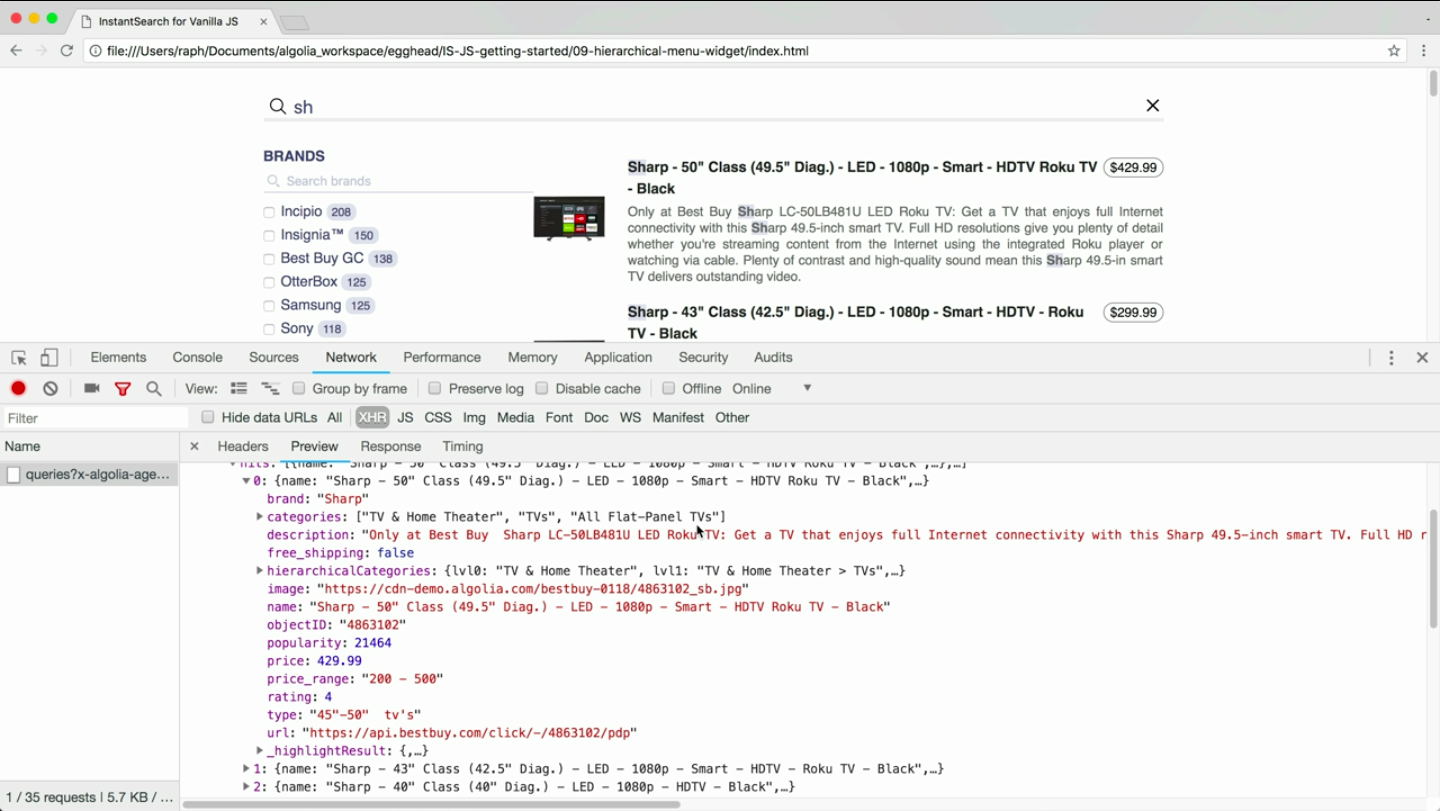 InstantSearch for Vanilla JS
file:///Users/raph/Documents/algolia_workspace/egghead/IS-JS-getting-started/09-hierarchical-menu-widget/index.html
sh
BRANDS
Search brands
Incipio 208
Insignia™ 150
Best Buy GC 138
OtterBox 125
Samsung 125
Sony 118
Sharp - 50" Class (49.5" Diag.) - LED - 1080p - Smart - HDTV Roku TV $429.99
- Black
Only at Best Buy Sharp LC-50LB481U LED Roku TV: Get a TV that enjoys full Internet
connectivity with this Sharp 49.5-inch smart TV. Full HD resolutions give you plenty of detail
whether you're streaming content from the Internet using the integrated Roku player or
watching via cable. Plenty of contrast and high-quality sound mean this Sharp 49.5-in smart
TV delivers outstanding video.
Sharp - 43" Class (42.5" Diag.) - LED - 1080p - Smart - HDTV - Roku $299.99
TV - Black
Elements Console Sources Network Performance Memory Application Security Audits
View: Group by frame Preserve log Disable cache Offline Online
Filter Hide data URLs All XHR JS CSS Img Media Font Doc WS Manifest Other
Name Headers Preview Response Timing
queries?x-algolia-age...
hits: [{name: "Sharp - 50" Class (49.5" Diag.) - LED - 1080p - Smart - HDTV Roku TV - Black",…},…]
0: {name: "Sharp - 50" Class (49.5" Diag.) - LED - 1080p - Smart - HDTV Roku TV - Black",…}
brand: "Sharp"
categories: ["TV & Home Theater", "TVs", "All Flat-Panel TVs"]
description: "Only at Best Buy Sharp LC-50LB481U LED Roku TV: Get a TV that enjoys full Internet connectivity with this Sharp 49.5-inch smart TV. Full HD r
free_shipping: false
hierarchicalCategories: {lvl0: "TV & Home Theater", lvl1: "TV & Home Theater > TVs",…}
image: "https://cdn-demo.algolia.com/bestbuy-0118/4863102_sb.jpg"
name: "Sharp - 50" Class (49.5" Diag.) - LED - 1080p - Smart - HDTV Roku TV - Black"
objectID: "4863102"
popularity: 21464
price: 429.99
price_range: "200 - 500"
rating: 4
type: "45"-50" tv's"
url: "https://api.bestbuy.com/click/-/4863102/pdp"
_highlightResult: {,…}
1: {name: "Sharp - 43" Class (42.5" Diag.) - LED - 1080p - Smart - HDTV - Roku TV - Black",…}
2: {name: "Sharp - 40" Class (40" Diag.) - LED - 1080p - HDTV - Black",…}
1 / 35 requests | 5.7 KB / ...